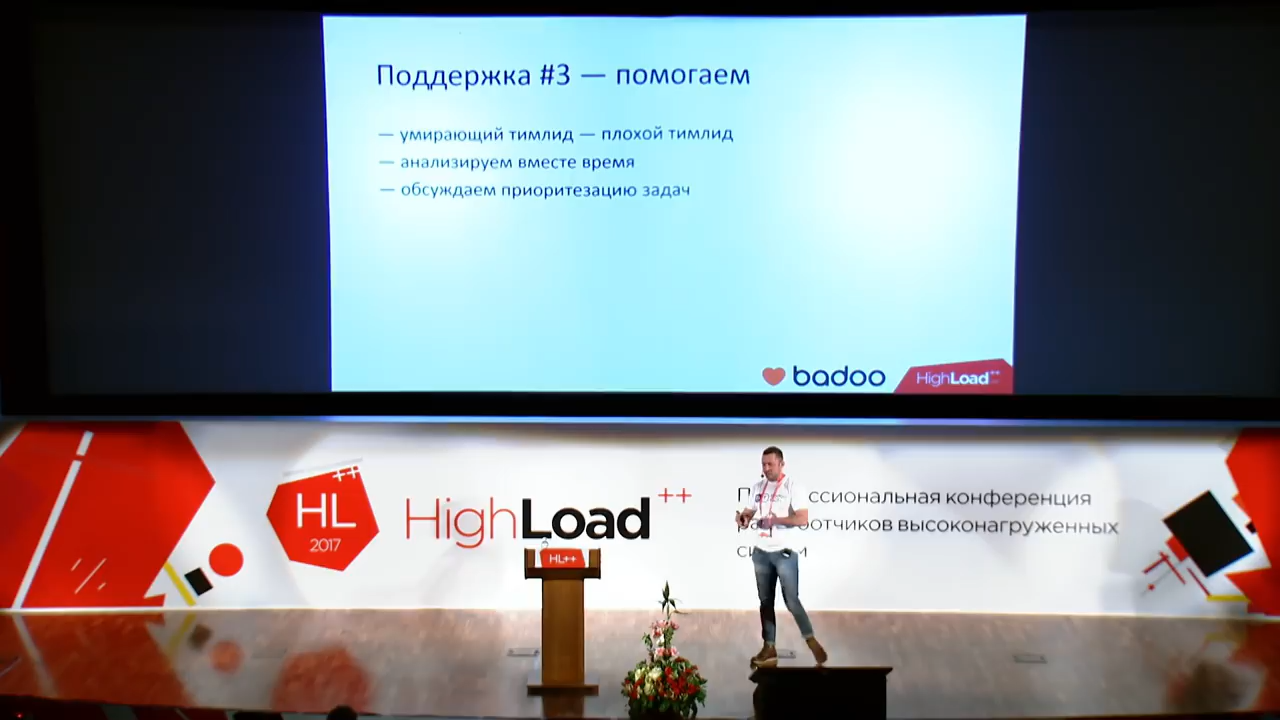 Поддержка #3 — помогаем
— умирающий тимлид — плохой тимлид
— анализируем вместе время
— обсуждаем приоритезацию задач
badoo
HighLoad++
++
HL
2017
HighLoad++
ссиональная конференция
отчиков высоконагруженных
HL++